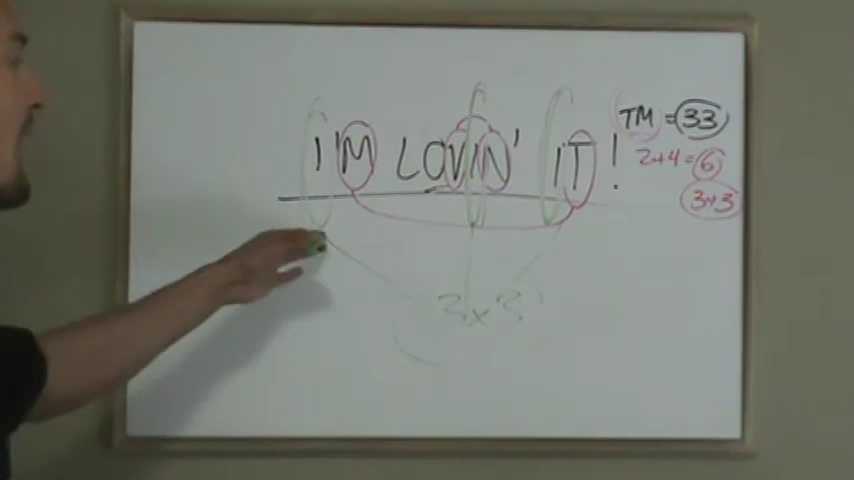 I'M LOVIN' IT!
TM = 33
2+4=6
3x3
3x3